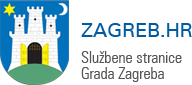 ZAGREB.HR
Službene stranice
Grada Zagreba